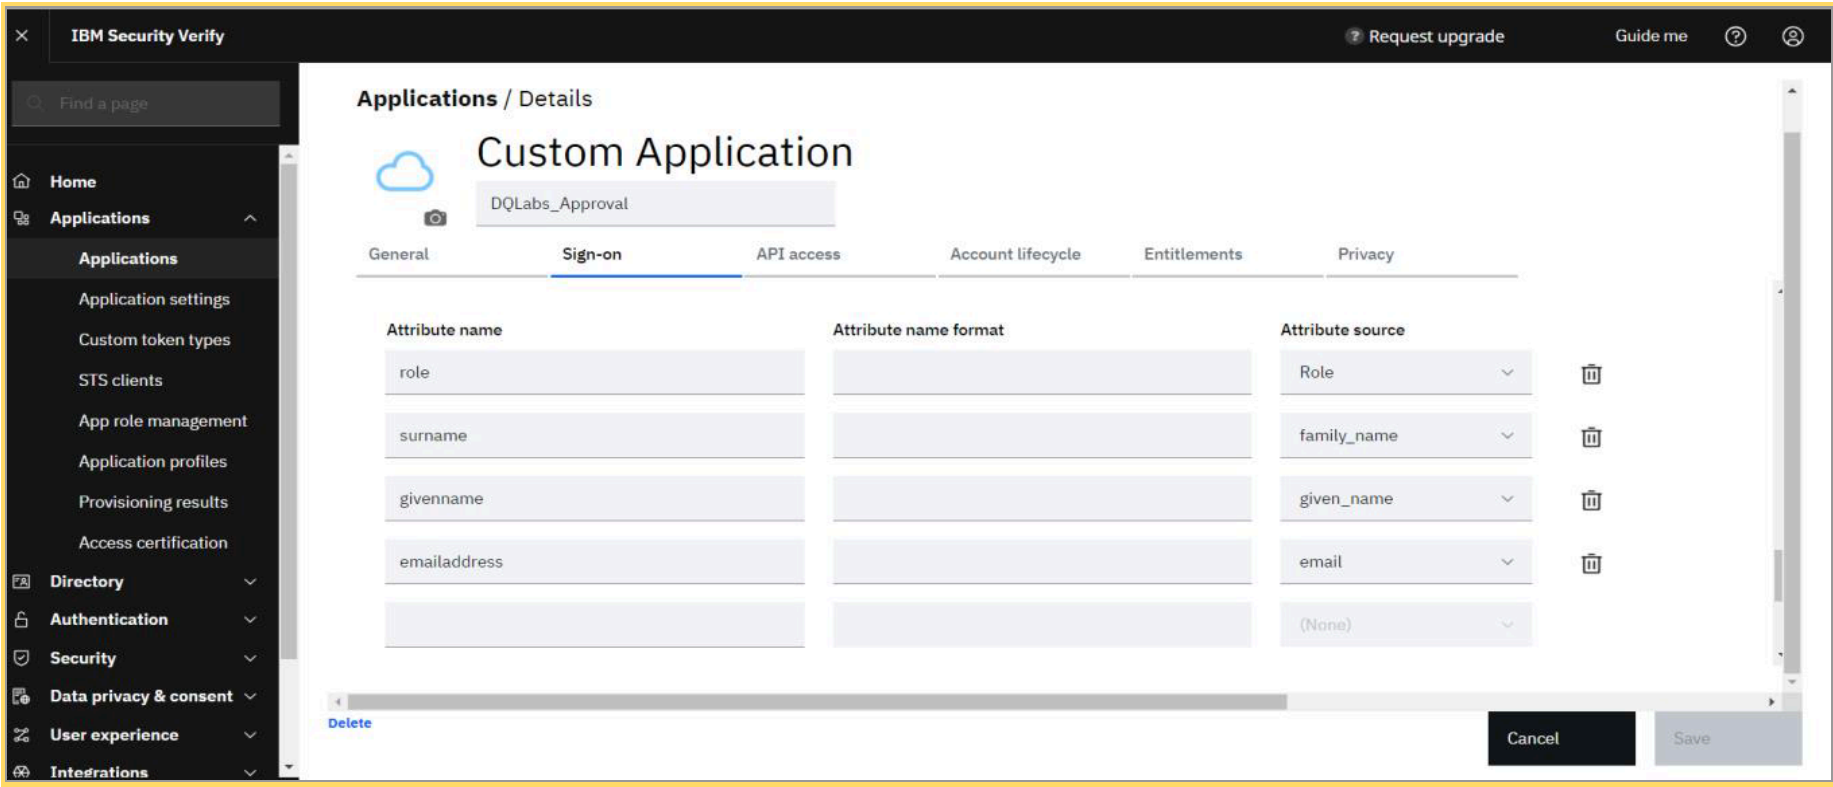 IBM Security Verify
Request upgrade
Guide me
Find a page
Home
Applications
Applications
Application settings
Custom token types
STS clients
App role management
Application profiles
Provisioning results
Access certification
Directory
Authentication
Security
Data privacy & consent
User experience
Integrations
Applications / Details
Custom Application
DQLabs_Approval
General Sign-on API access Account lifecycle Entitlements Privacy
Attribute name Attribute name format Attribute source
role Role
surname family_name
givenname given_name
emailaddress email
(None)
Delete
Cancel Save